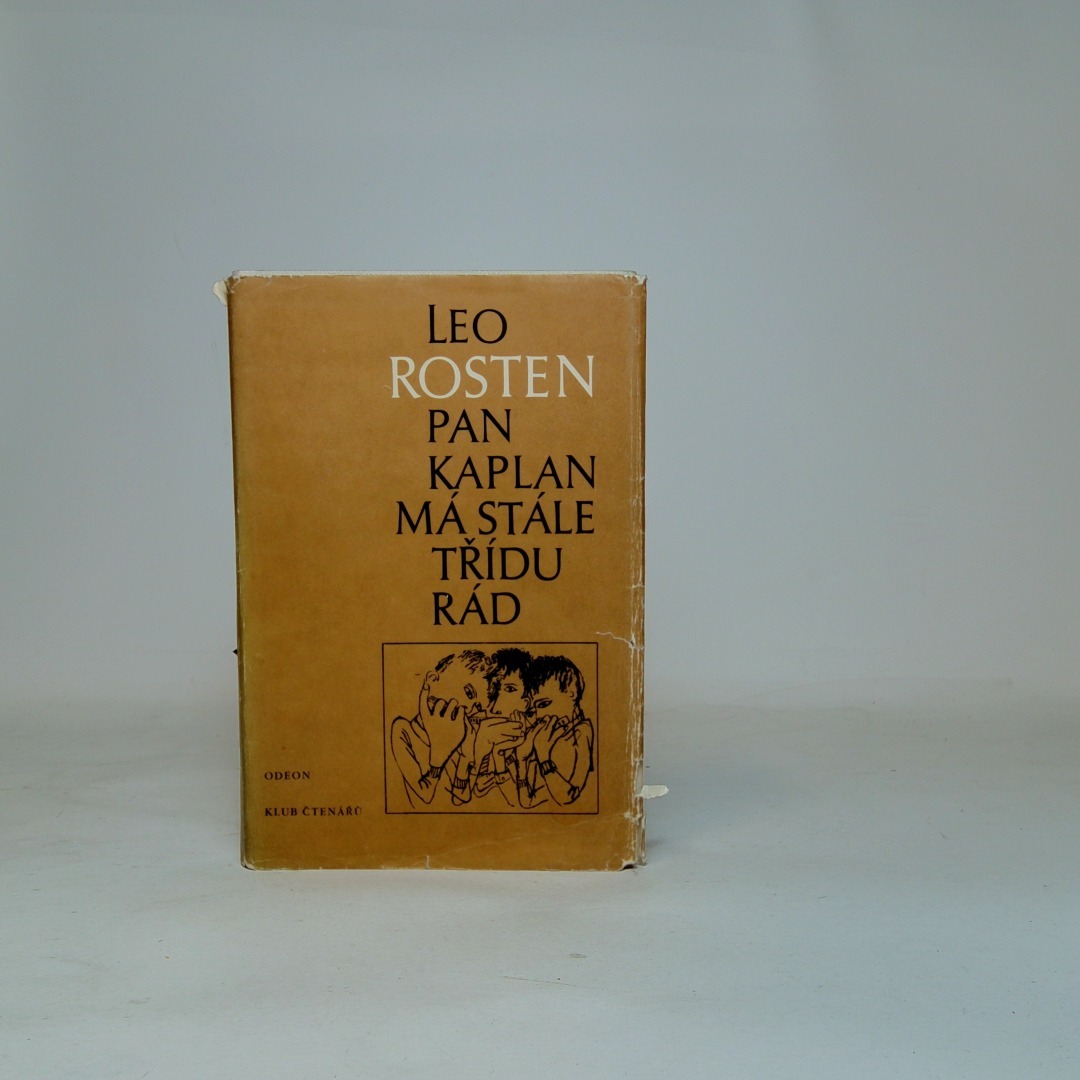 LEO
ROSTEN
PAN
KAPLAN
MÁ STÁLE
TŘÍDU
RÁD
ODEON
KLUB ČTENÁŘŮ